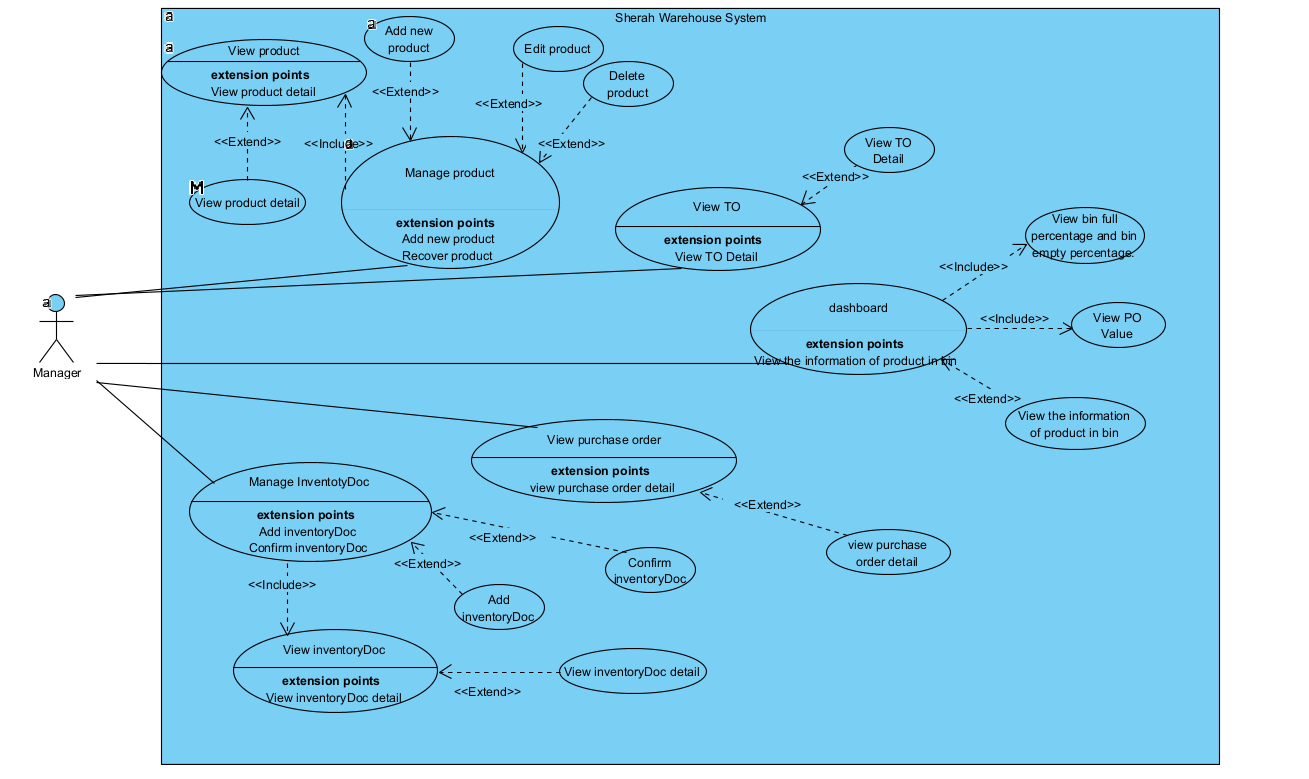 Sherah Warehouse System
a
a
View product
extension points
View product detail
a
Add new
product
Edit product
Delete
product
<<Extend>>
<<Extend>>
<<Extend>>
<<Extend>>
<<Include>>
a
M
View product detail
Manage product
extension points
Add new product
Recover product
View TO
Detail
<<Extend>>
View TO
extension points
View TO Detail
View bin full
percentage and bin
empty percentage.
<<Include>>
dashboard
extension points
View the information of product in bin
<<Include>>
View PO
Value
<<Extend>>
View the information
of product in bin
a
Manager
View purchase order
extension points
view purchase order detail
<<Extend>>
view purchase
order detail
Manage InventotyDoc
extension points
Add inventoryDoc
Confirm inventoryDoc
<<Extend>>
Confirm
inventoryDoc
<<Extend>>
Add
inventoryDoc
<<Include>>
View inventoryDoc
extension points
View inventoryDoc detail
<<Extend>>
View inventoryDoc detail